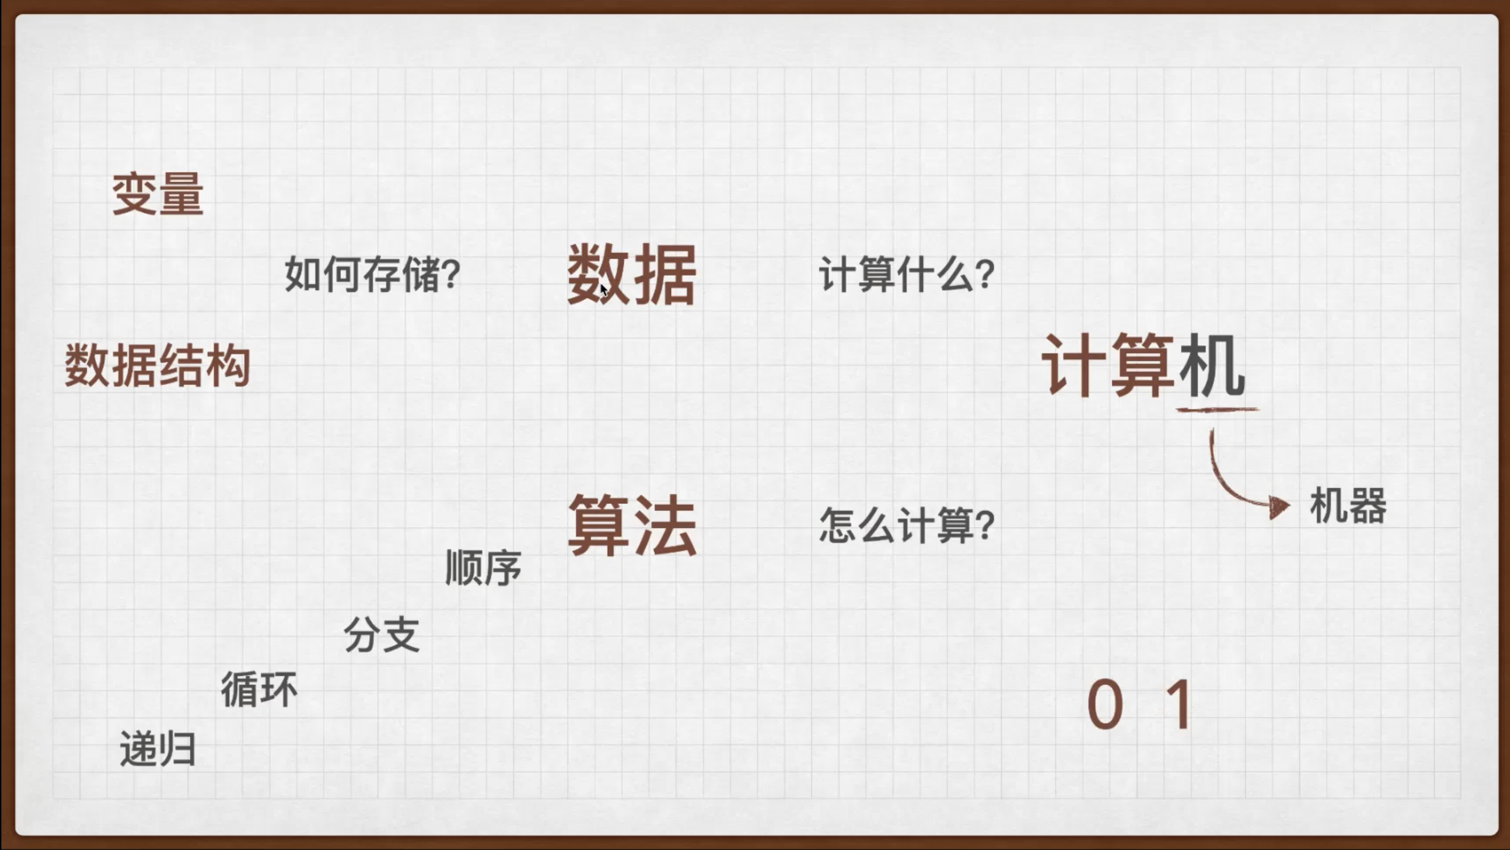 变量
如何存储？
数据
计算什么？
数据结构
计算机
算法
怎么计算？
机器
顺序
分支
循环
递归
0 1